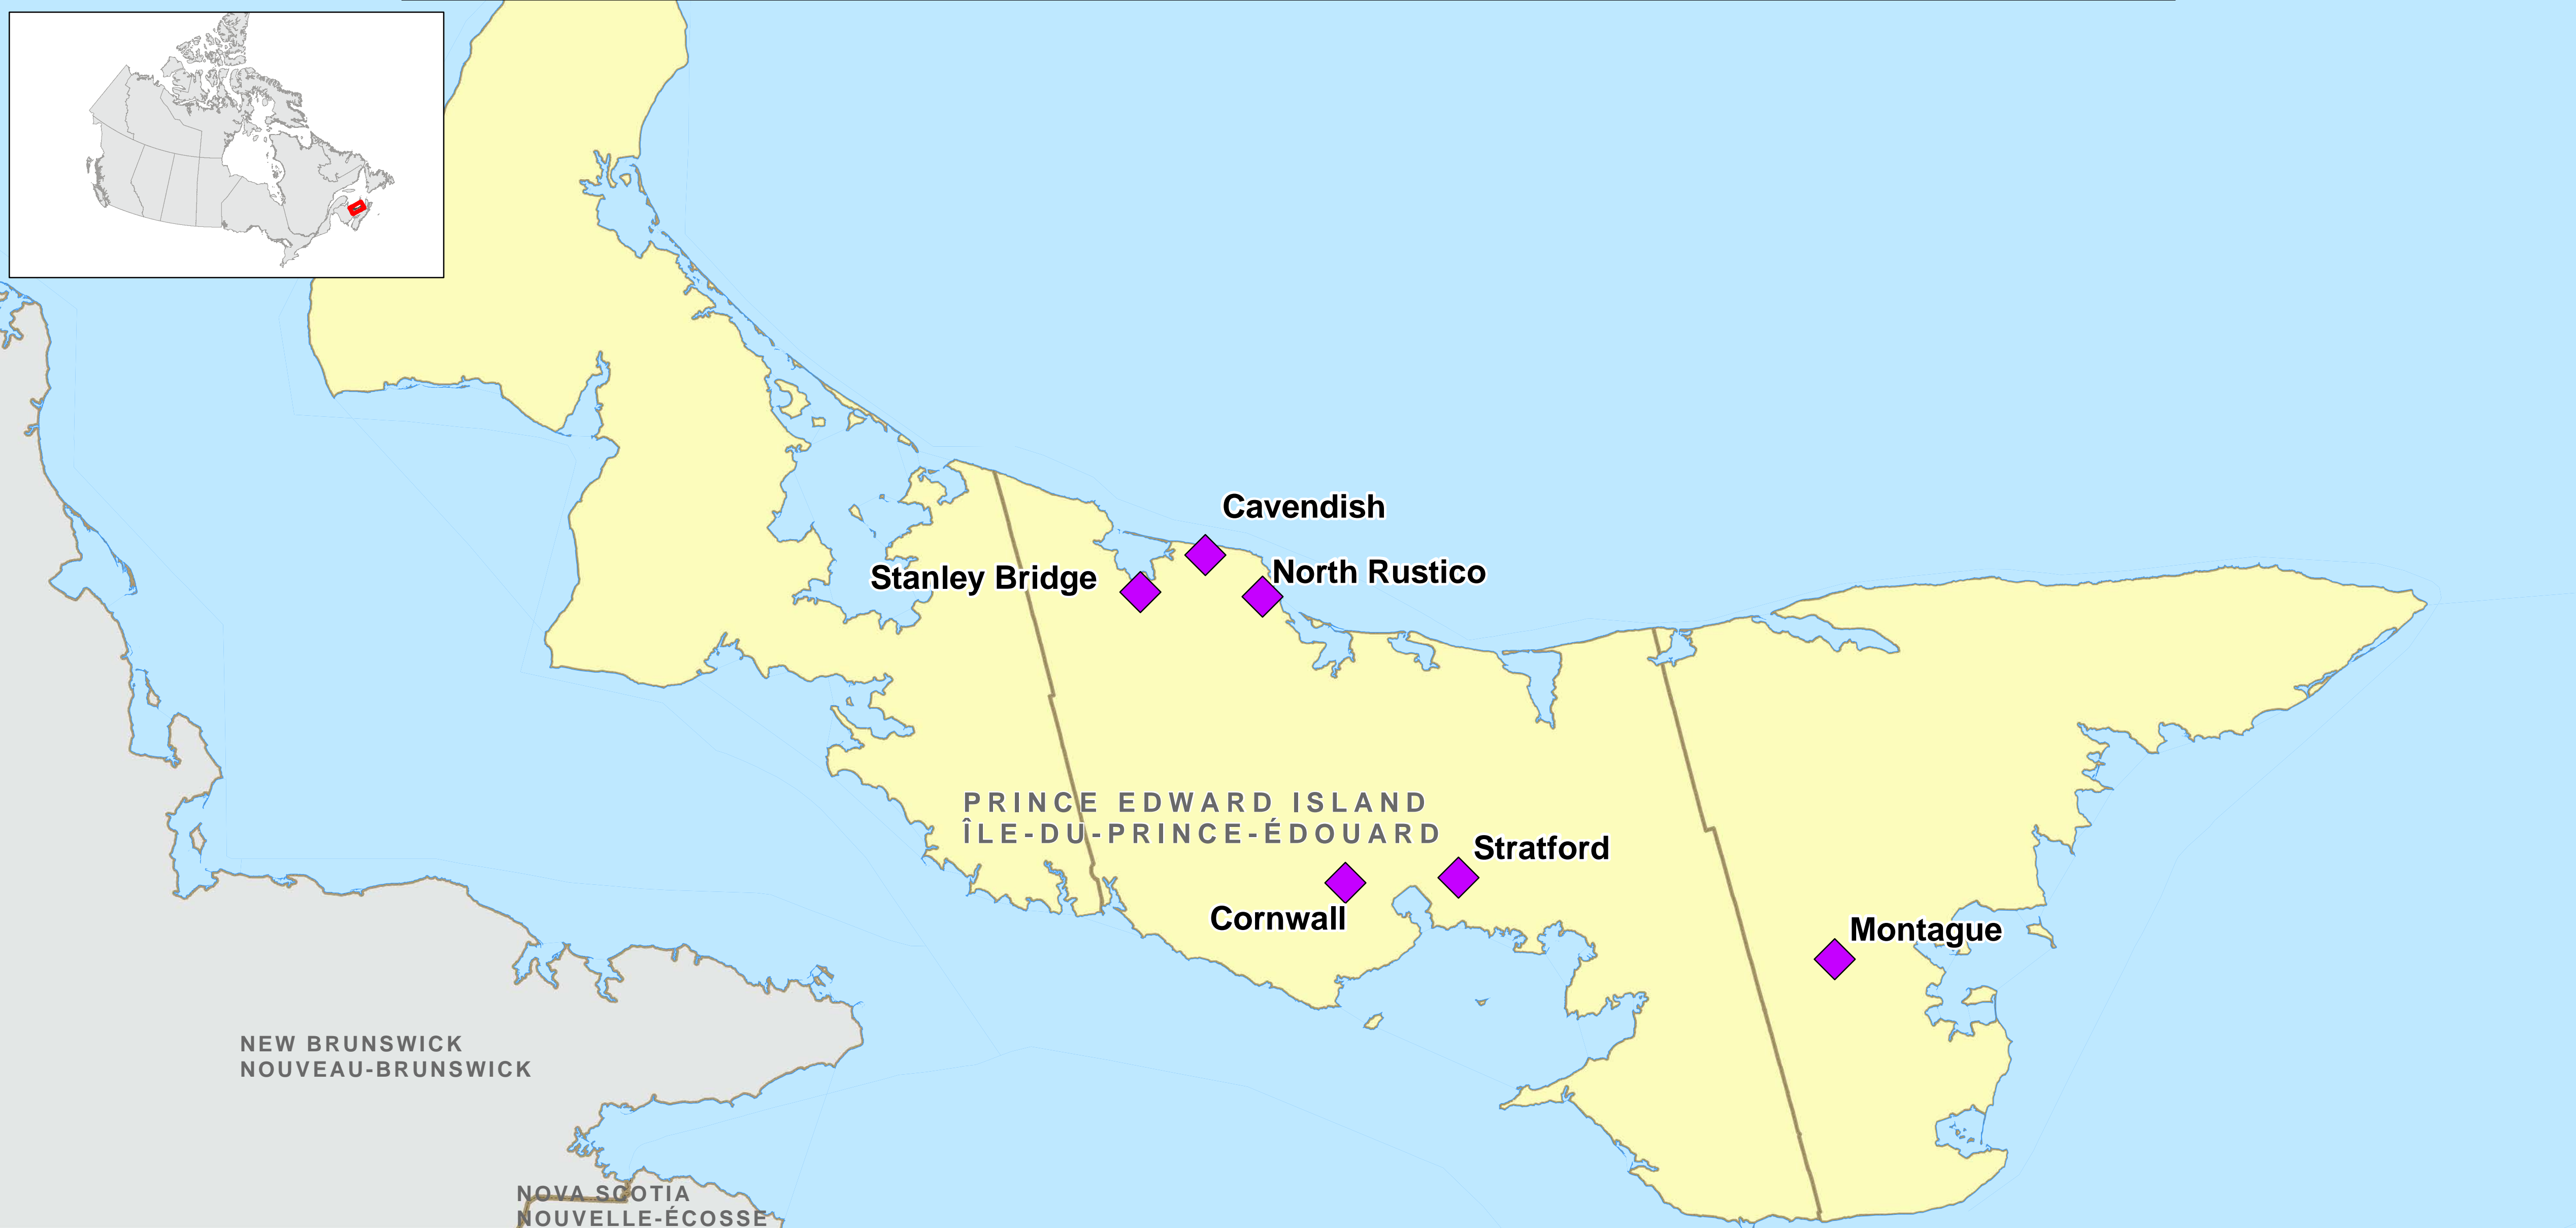 Cavendish
North Rustico
Stanley Bridge
PRINCE EDWARD ISLAND
ÎLE-DU-PRINCE-ÉDOUARD
Stratford
Cornwall
Montague
NEW BRUNSWICK
NOUVEAU-BRUNSWICK
NOVA SCOTIA
NOUVELLE-ÉCOSSE